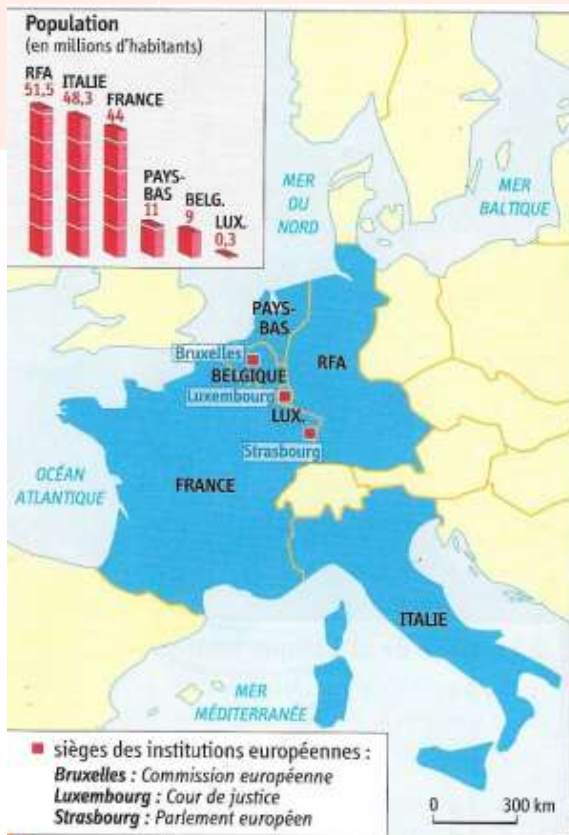 Population
(en millions d'habitants)
RFA
51,5
ITALIE
48,3
FRANCE
44
PAYS-
BAS
11
BELG.
9
LUX.
0,3
MER
DU
NORD
MER
BALTIQUE
PAYS-
BAS
Bruxelles
RFA
BELGIQUE
Luxembourg
LUX.
Strasbourg
OCÉAN
ATLANTIQUE
FRANCE
ITALIE
MER
MÉDITERRANÉE
sièges des institutions européennes :
Bruxelles : Commission européenne
Luxembourg : Cour de justice
Strasbourg : Parlement européen
0 300 km